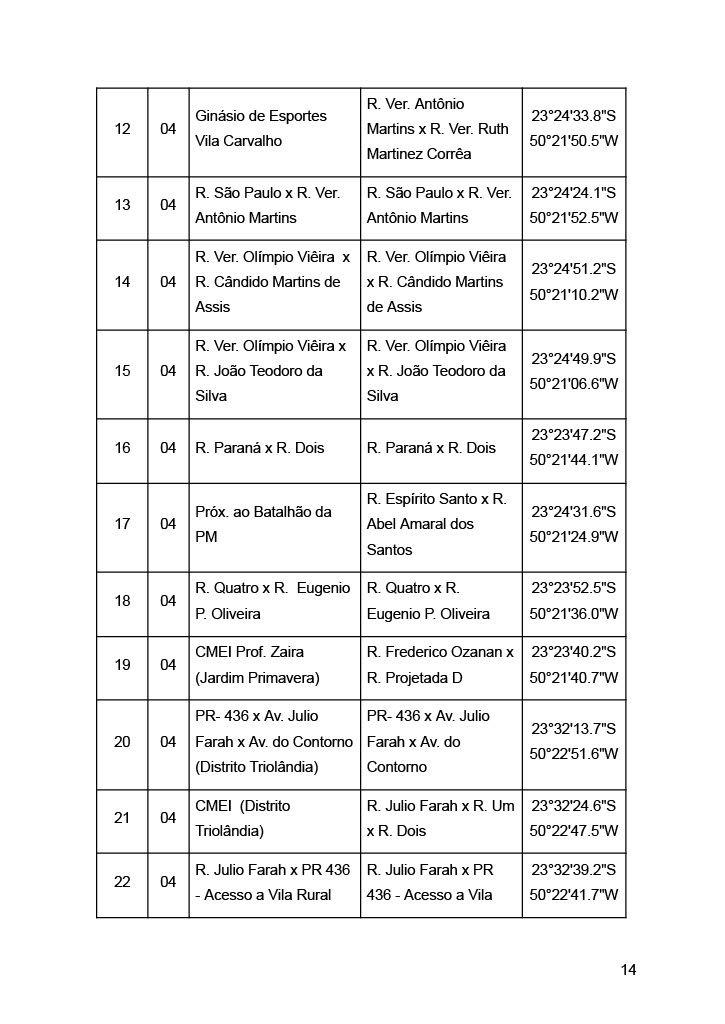 12
04
Ginásio de Esportes
Vila Carvalho
R. Ver. Antônio
Martins x R. Ver. Ruth
Martinez Corrêa
23°24'33.8"S
50°21'50.5"W
13
04
R. São Paulo x R. Ver.
Antônio Martins
R. São Paulo x R. Ver.
Antônio Martins
23°24'24.1"S
50°21'52.5"W
14
04
R. Ver. Olímpio Viêira  x
R. Cândido Martins de
Assis
R. Ver. Olímpio Viêira
x R. Cândido Martins
de Assis
23°24'51.2"S
50°21'10.2"W
15
04
R. Ver. Olímpio Viêira x
R. João Teodoro da
Silva
R. Ver. Olímpio Viêira
x R. João Teodoro da
Silva
23°24'49.9"S
50°21'06.6"W
16
04
R. Paraná x R. Dois
R. Paraná x R. Dois
23°23'47.2"S
50°21'44.1"W
17
04
Próx. ao Batalhão da
PM
R. Espírito Santo x R.
Abel Amaral dos
Santos
23°24'31.6"S
50°21'24.9"W
18
04
R. Quatro x R.  Eugenio
P. Oliveira
R. Quatro x R.
Eugenio P. Oliveira
23°23'52.5"S
50°21'36.0"W
19
04
CMEI Prof. Zaira
(Jardim Primavera)
R. Frederico Ozanan x
R. Projetada D
23°23'40.2"S
50°21'40.7"W
20
04
PR- 436 x Av. Julio
Farah x Av. do Contorno
(Distrito Triolândia)
PR- 436 x Av. Julio
Farah x Av. do
Contorno
23°32'13.7"S
50°22'51.6"W
21
04
CMEI  (Distrito
Triolândia)
R. Julio Farah x R. Um
x R. Dois
23°32'24.6"S
50°22'47.5"W
22
04
R. Julio Farah x PR 436
- Acesso a Vila Rural
R. Julio Farah x PR
436 - Acesso a Vila
23°32'39.2"S
50°22'41.7"W
14